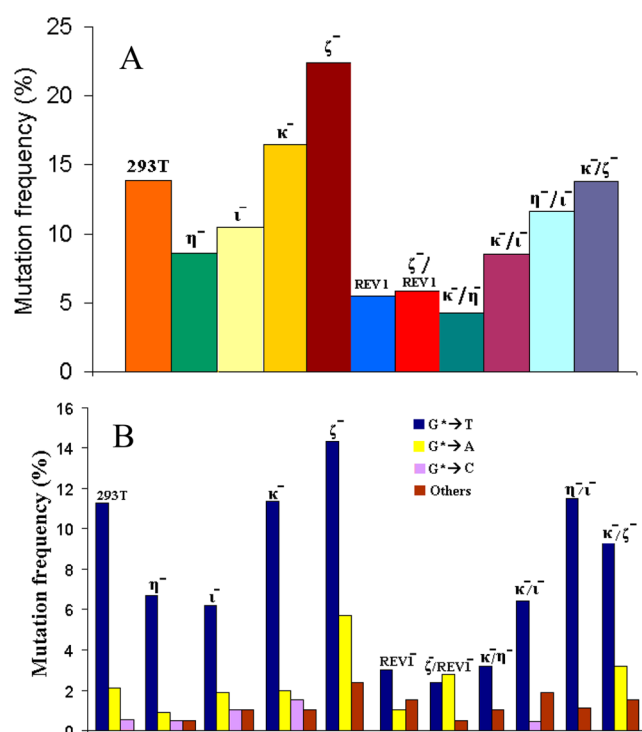 A
Mutation frequency (%)
25
20
15
10
5
0
293T
η⁻
ι⁻
κ⁻
ζ⁻
REV1
ζ⁻/
REV1
κ⁻/η⁻
κ⁻/ι⁻
η⁻/ι⁻
κ⁻/ζ⁻
B
Mutation frequency (%)
16
14
12
10
8
6
4
2
0
G*→T
G*→A
G*→C
Others
293T
η⁻
ι⁻
κ⁻
ζ⁻
REV1⁻
ζ⁻/REV1⁻
κ⁻/η⁻
κ⁻/ι⁻
η⁻/ι⁻
κ⁻/ζ⁻